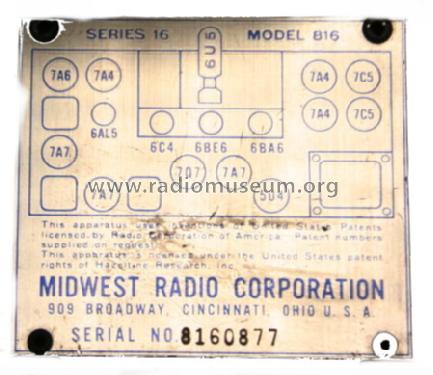 SERIES 16 MODEL 816
6U5
7A6 7A4 7A4 7C5
6AL5 7A4 7C5
6C4 6BE6 6BA6
7A7 7Q7 7A7
www.radiomuseum.org
7A7 5U4
This apparatus uses inventions of United States Patents
licensed by Radio Corporation of America. Patent numbers
supplied on request.
This apparatus is licensed under the United States patent
rights of Hazeltine Research, Inc.
MIDWEST RADIO CORPORATION
909 BROADWAY, CINCINNATI, OHIO U.S.A.
SERIAL NO. 8160877